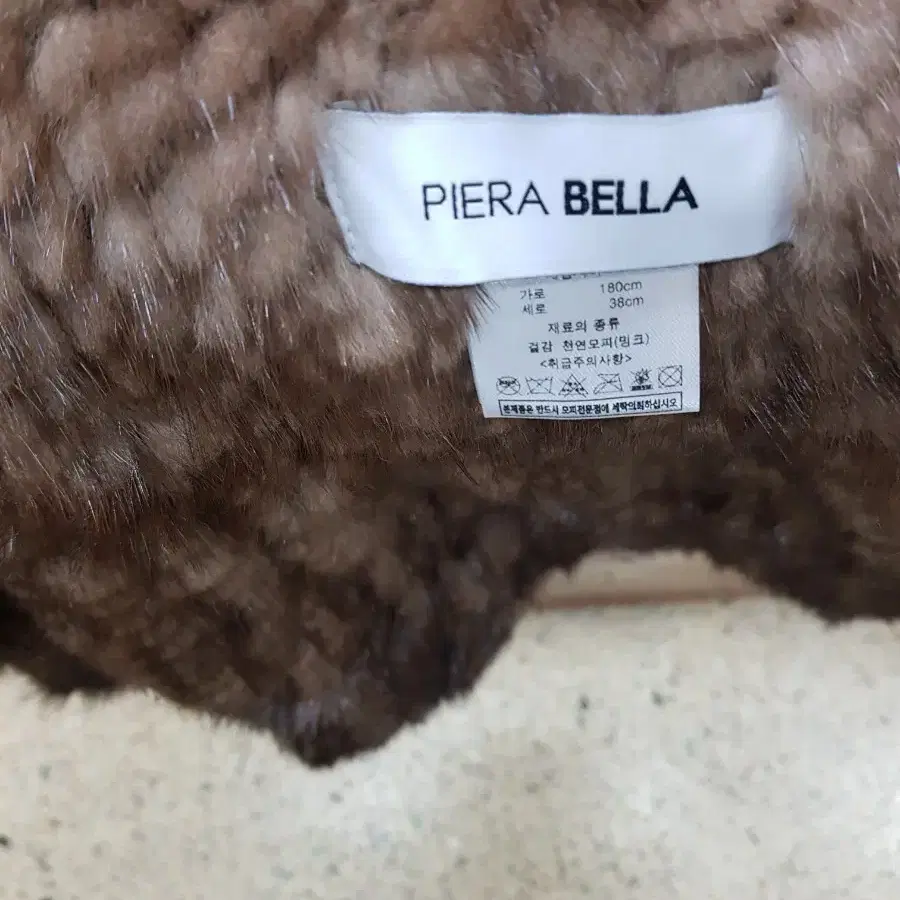 PIERA BELLA
가로 180cm
세로 38cm
재료의 종류
겉감 천연모피(밍크)
<취급주의사항>
본제품은 반드시 모피전문점에 세탁의뢰하십시오